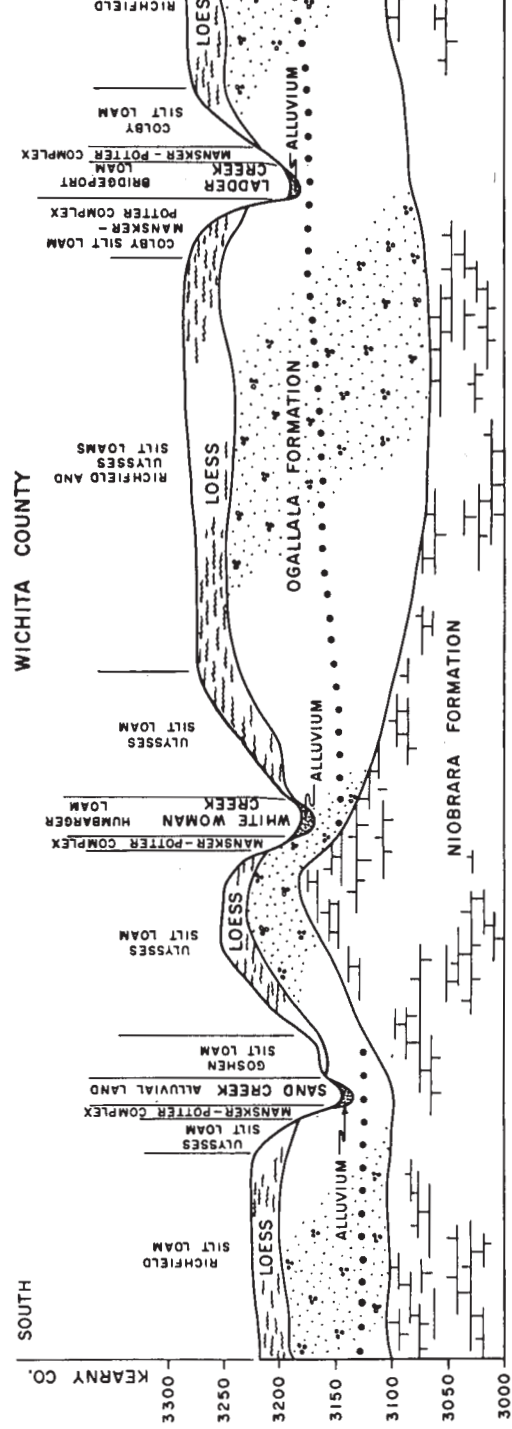 WICHITA COUNTY
SOUTH
KEARNY CO.
3300
3250
3200
3150
3100
3050
3000
RICHFIELD
SILT LOAM
ULYSSES
SILT LOAM
MANSKER-POTTER COMPLEX
SAND CREEK
ALLUVIAL LAND
GOSHEN
SILT LOAM
ULYSSES
SILT LOAM
MANSKER-POTTER COMPLEX
WHITE WOMAN
CREEK
HUMBARGER
LOAM
ULYSSES
SILT LOAM
RICHFIELD AND
ULYSSES
SILT LOAMS
COLBY SILT LOAM
MANSKER-
POTTER COMPLEX
LADDER
CREEK
BRIDGEPORT
LOAM
MANSKER-POTTER COMPLEX
COLBY
SILT LOAM
RICHFIELD
LOESS
LOESS
LOESS
LOES
ALLUVIUM
ALLUVIUM
ALLUVIUM
OGALLALA FORMATION
NIOBRARA FORMATION